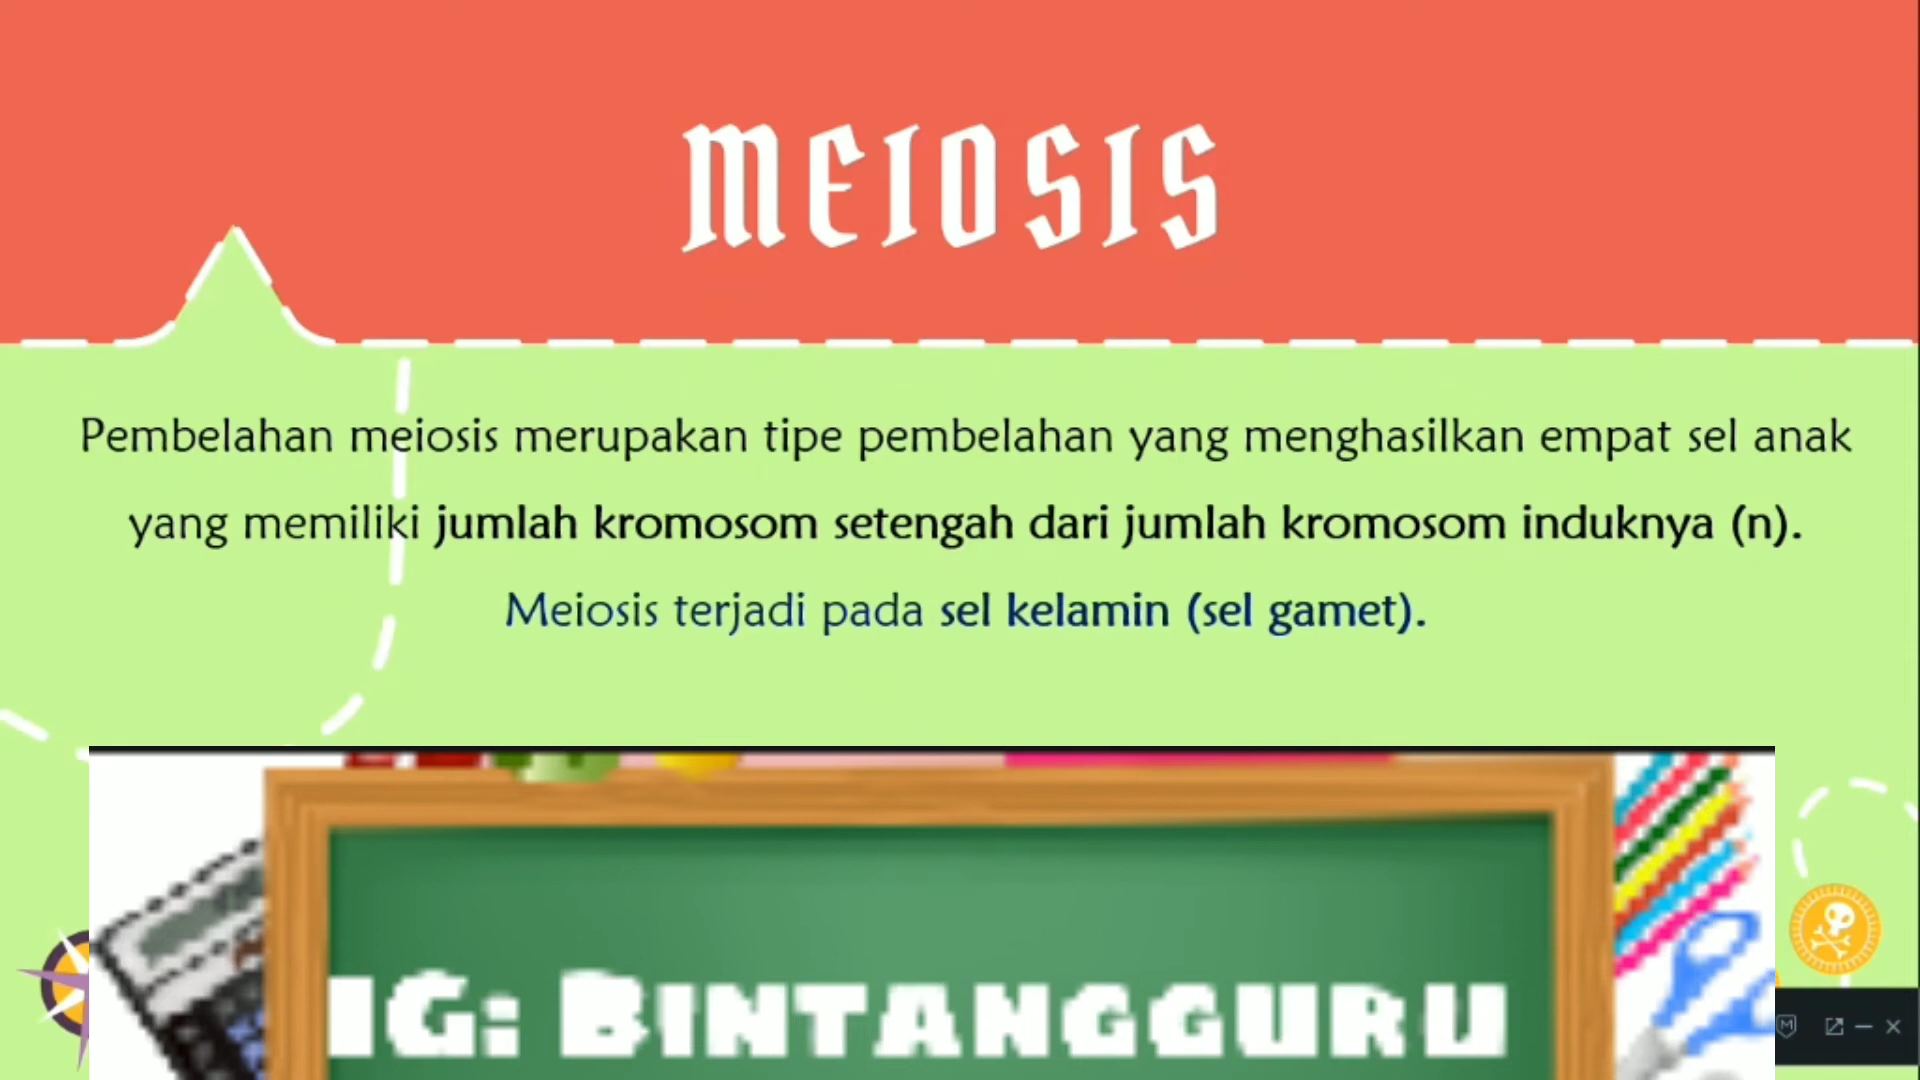 MEIOSIS
Pembelahan meiosis merupakan tipe pembelahan yang menghasilkan empat sel anak
yang memiliki jumlah kromosom setengah dari jumlah kromosom induknya (n).
Meiosis terjadi pada sel kelamin (sel gamet).
IG: BINTANGGURU